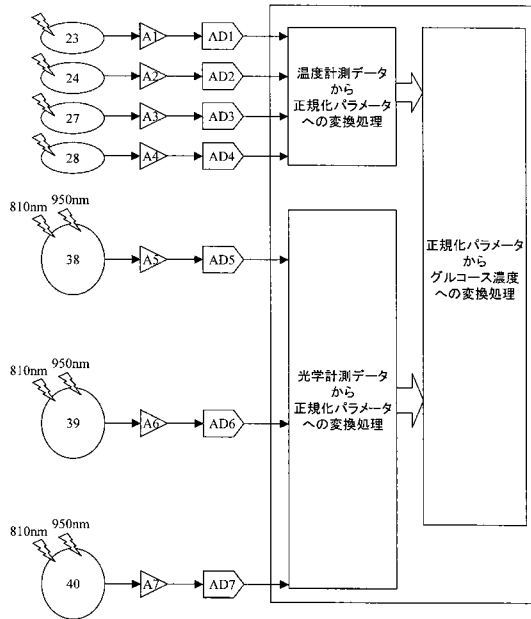 23 A1 AD1
24 A2 AD2
27 A3 AD3
28 A4 AD4
温度計測データ
から
正規化パラメータ
への変換処理
810nm 950nm
38 A5 AD5
810nm 950nm
39 A6 AD6
810nm 950nm
40 A7 AD7
光学計測データ
から
正規化パラメータ
への変換処理
正規化パラメータ
から
グルコース濃度
への変換処理